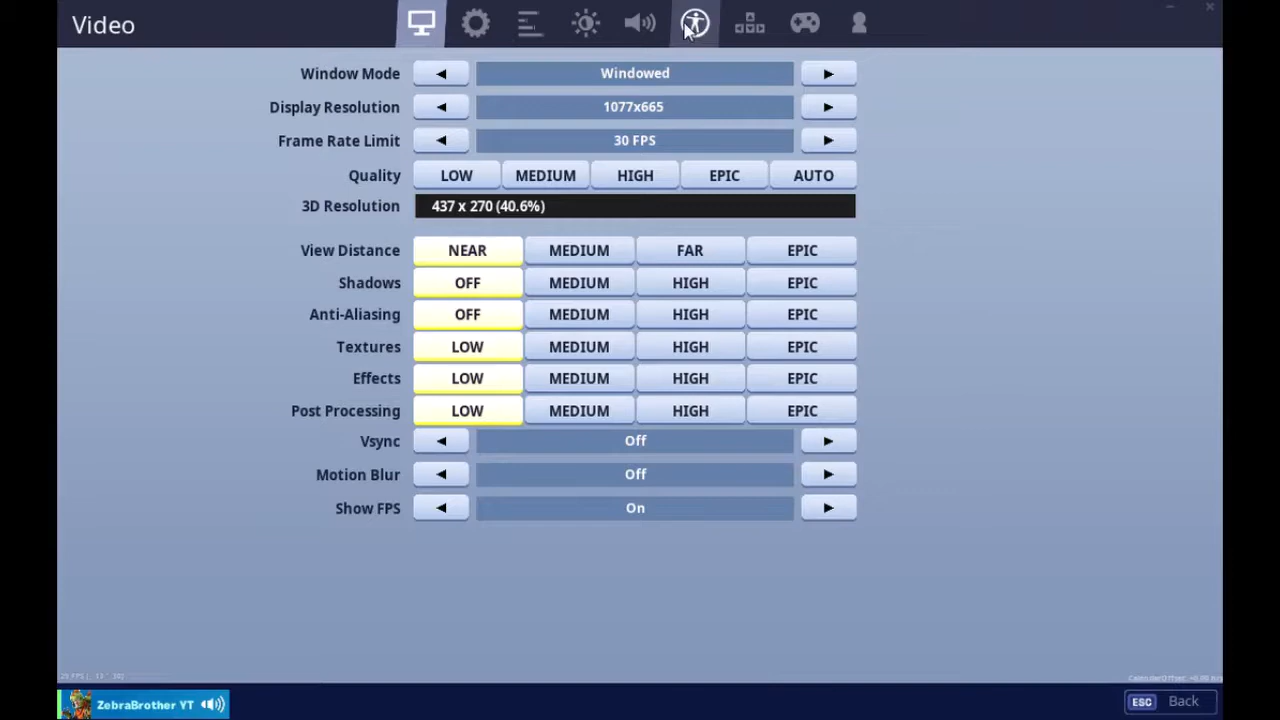 Video
Window Mode ◄ Windowed ►
Display Resolution ◄ 1077x665 ►
Frame Rate Limit ◄ 30 FPS ►
Quality LOW MEDIUM HIGH EPIC AUTO
3D Resolution 437 x 270 (40.6%)
View Distance NEAR MEDIUM FAR EPIC
Shadows OFF MEDIUM HIGH EPIC
Anti-Aliasing OFF MEDIUM HIGH EPIC
Textures LOW MEDIUM HIGH EPIC
Effects LOW MEDIUM HIGH EPIC
Post Processing LOW MEDIUM HIGH EPIC
Vsync ◄ Off ►
Motion Blur ◄ Off ►
Show FPS ◄ On ►
ZebraBrother YT
ESC Back